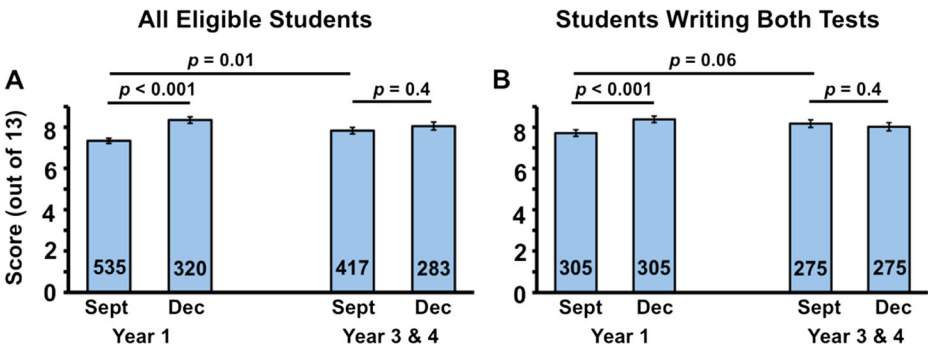 All Eligible Students
Students Writing Both Tests
A
p = 0.01
p < 0.001
p = 0.4
Score (out of 13)
8
6
4
2
0
535
320
417
283
Sept
Dec
Sept
Dec
Year 1
Year 3 & 4
B
p = 0.06
p < 0.001
p = 0.4
8
6
4
2
0
305
305
275
275
Sept
Dec
Sept
Dec
Year 1
Year 3 & 4